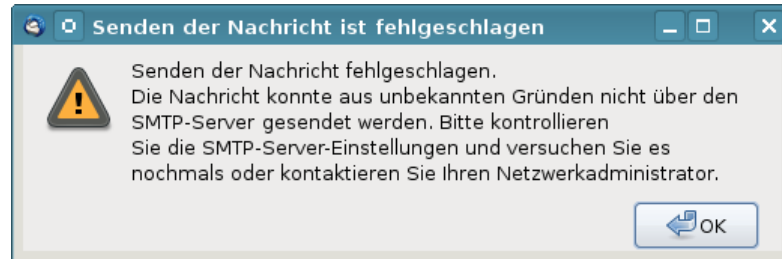 Senden der Nachricht ist fehlgeschlagen
Senden der Nachricht fehlgeschlagen.
Die Nachricht konnte aus unbekannten Gründen nicht über den
SMTP-Server gesendet werden. Bitte kontrollieren
Sie die SMTP-Server-Einstellungen und versuchen Sie es
nochmals oder kontaktieren Sie Ihren Netzwerkadministrator.
OK